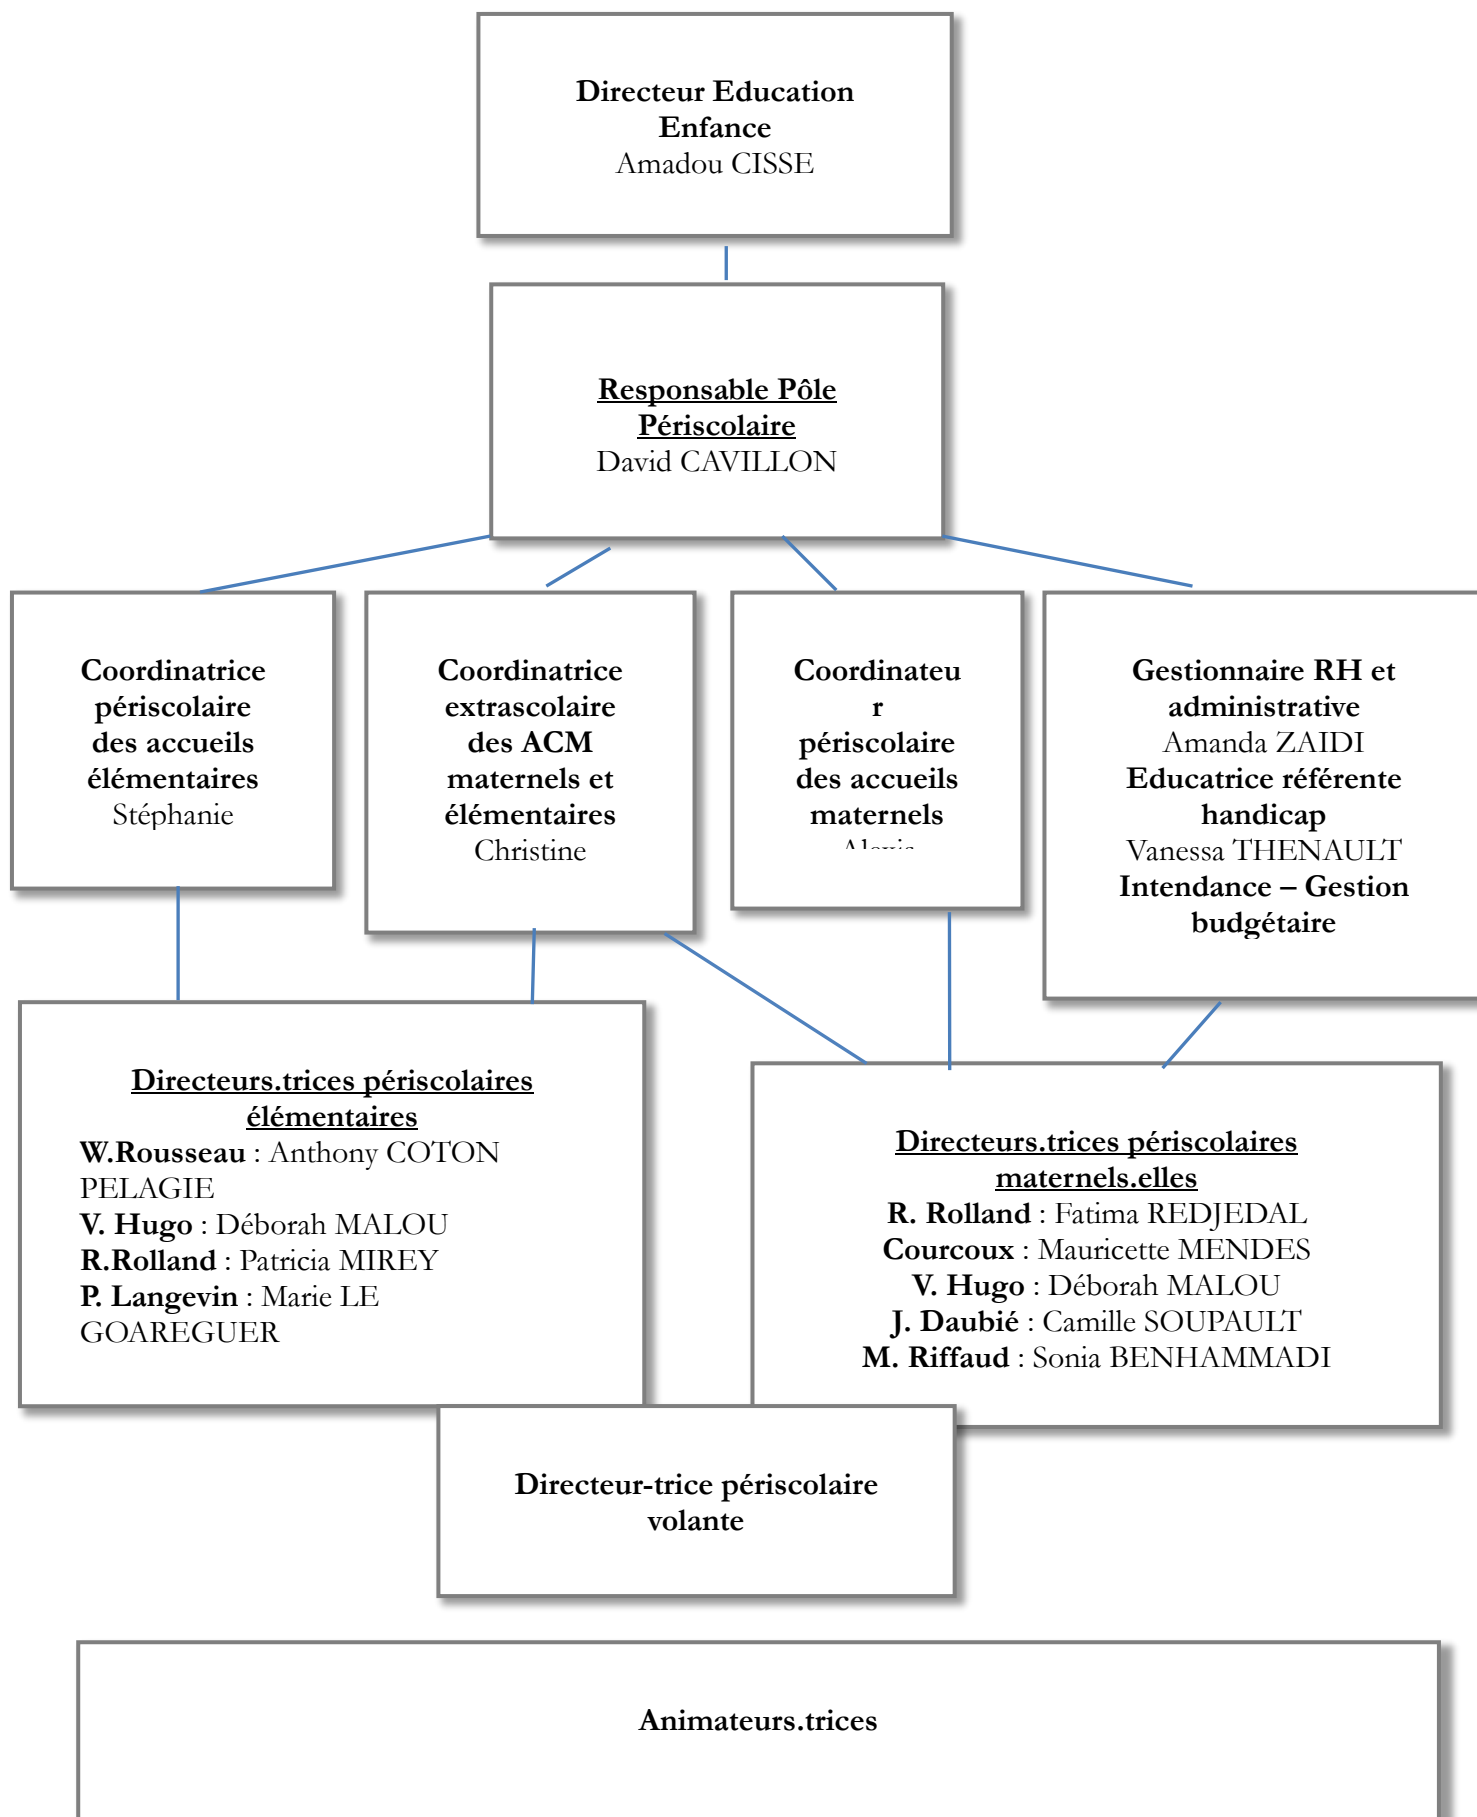 Directeur Education
Enfance
Amadou CISSE
Responsable Pôle
Périscolaire
David CAVILLON
Coordinatrice
périscolaire
des accueils
élémentaires
Stéphanie
Coordinatrice
extrascolaire
des ACM
maternels et
élémentaires
Christine
Coordinateu
r
périscolaire
des accueils
maternels
Gestionnaire RH et
administrative
Amanda ZAIDI
Educatrice référente
handicap
Vanessa THENAULT
Intendance – Gestion
budgétaire
Directeurs.trices périscolaires
élémentaires
W.Rousseau : Anthony COTON
PELAGIE
V. Hugo : Déborah MALOU
R.Rolland : Patricia MIREY
P. Langevin : Marie LE
GOAREGUER
Directeurs.trices périscolaires
maternels.elles
R. Rolland : Fatima REDJEDAL
Courcoux : Mauricette MENDES
V. Hugo : Déborah MALOU
J. Daubié : Camille SOUPAULT
M. Riffaud : Sonia BENHAMMADI
Directeur-trice périscolaire
volante
Animateurs.trices